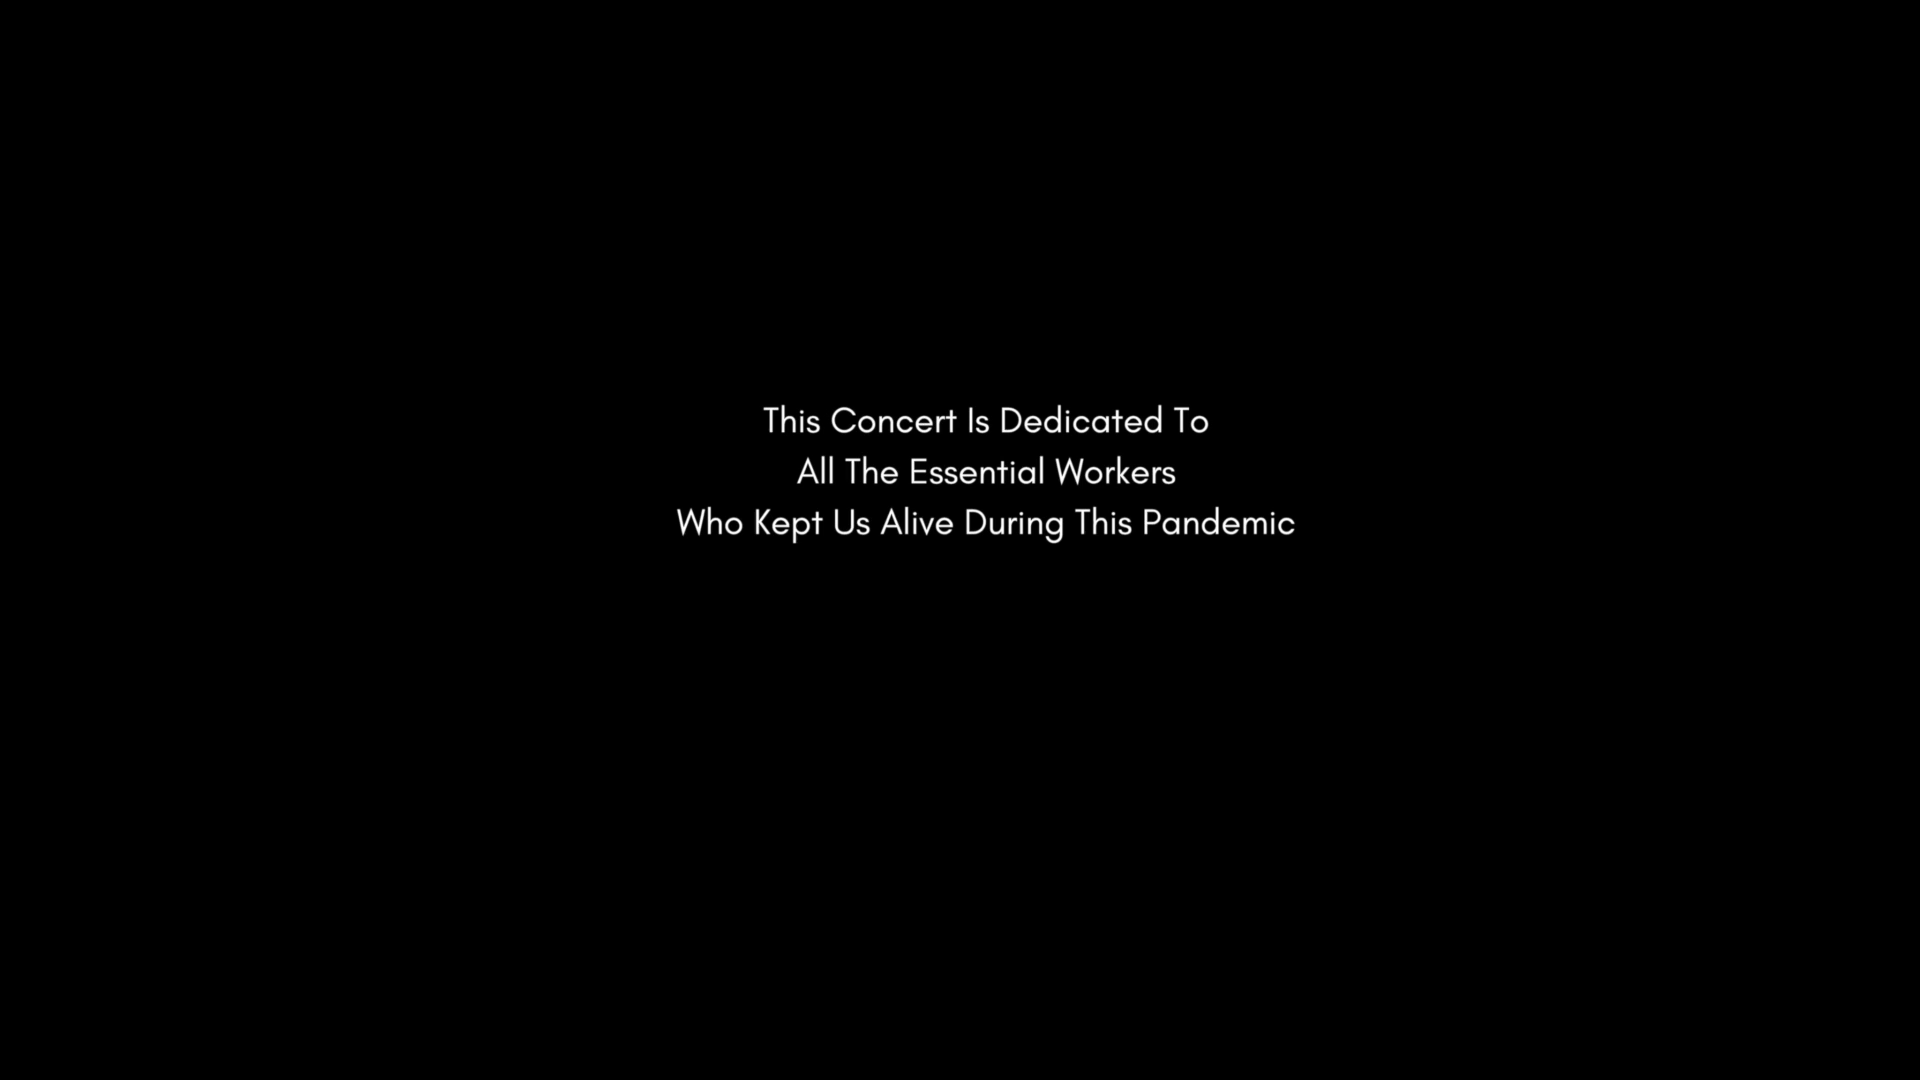 This Concert Is Dedicated To
All The Essential Workers
Who Kept Us Alive During This Pandemic